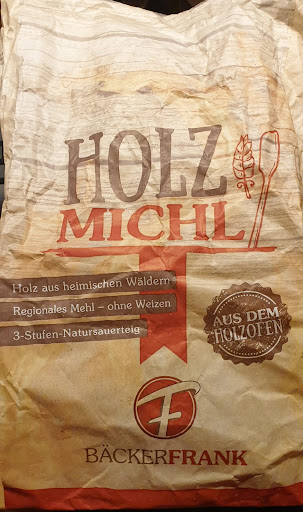 HOLZ
MICHL
Holz aus heimischen Wäldern
Regionales Mehl – ohne Weizen
3-Stufen-Natursauerteig
AUS DEM
HOLZOFEN
F
BÄCKERFRANK